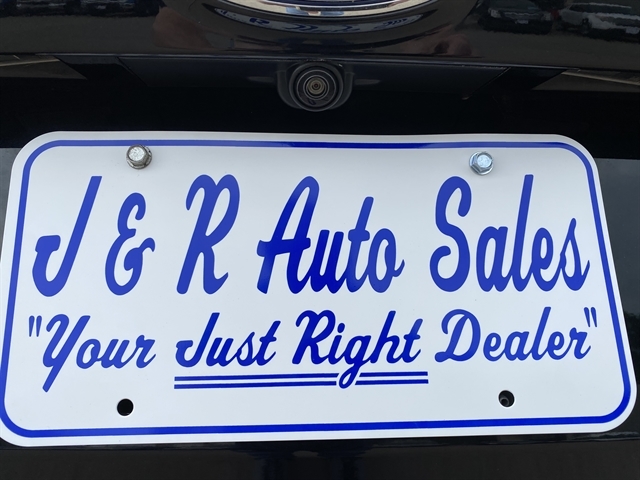 J & R Auto Sales
"Your Just Right Dealer"